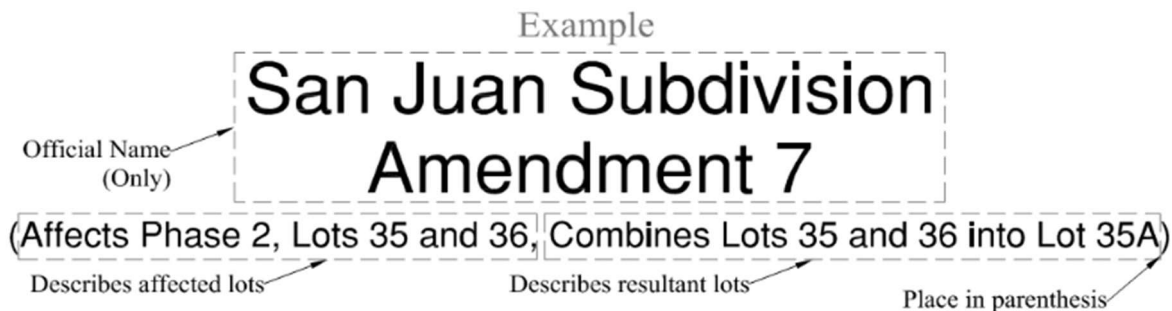 Example
San Juan Subdivision
Official Name
(Only)
Amendment 7
(Affects Phase 2, Lots 35 and 36, Combines Lots 35 and 36 into Lot 35A)
Describes affected lots
Describes resultant lots
Place in parenthesis